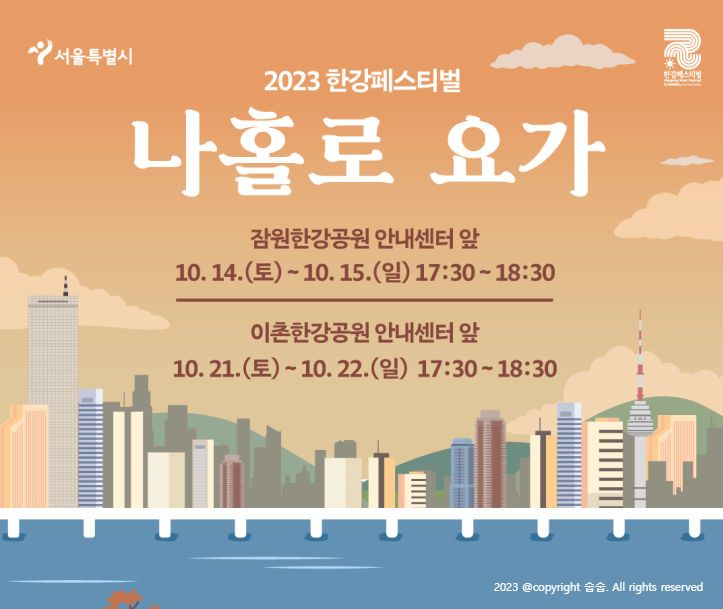 서울특별시
한강페스티벌
2023 한강페스티벌
나홀로 요가
잠원한강공원 안내센터 앞
10. 14.(토) ~ 10. 15.(일) 17:30 ~ 18:30
이촌한강공원 안내센터 앞
10. 21.(토) ~ 10. 22.(일) 17:30 ~ 18:30
2023 @copyright 숨숨. All rights reserved